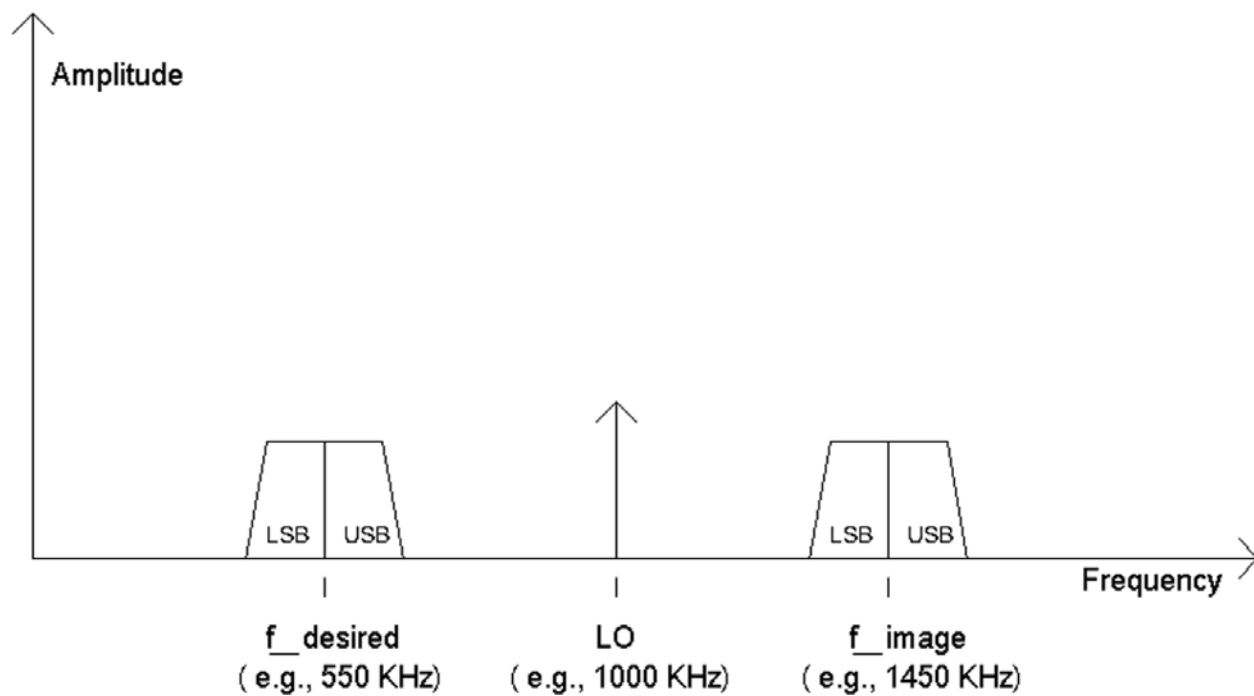 Amplitude
LSB USB LSB USB
Frequency
f__desired LO f__image
( e.g., 550 KHz) ( e.g., 1000 KHz) ( e.g., 1450 KHz)